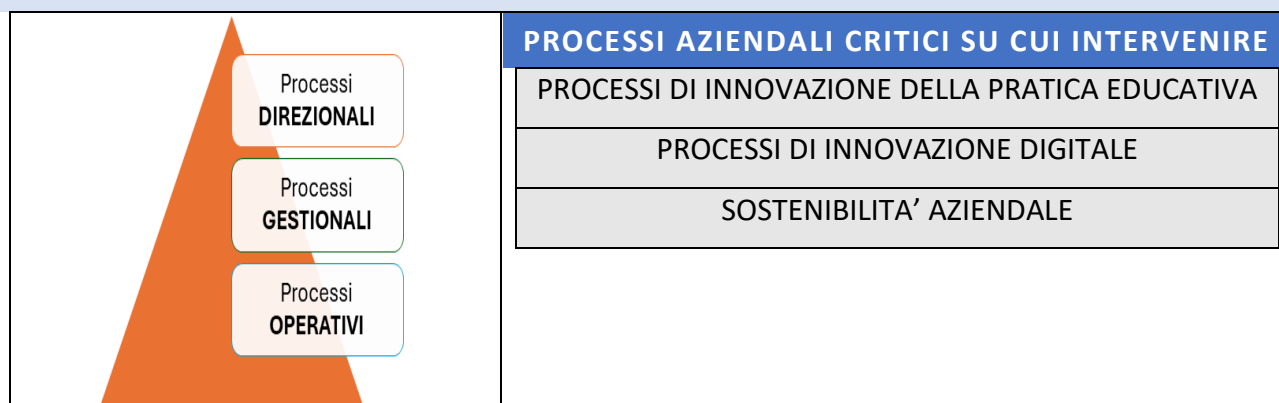 Processi
DIREZIONALI
Processi
GESTIONALI
Processi
OPERATIVI
PROCESSI AZIENDALI CRITICI SU CUI INTERVENIRE
PROCESSI DI INNOVAZIONE DELLA PRATICA EDUCATIVA
PROCESSI DI INNOVAZIONE DIGITALE
SOSTENIBILITA’ AZIENDALE